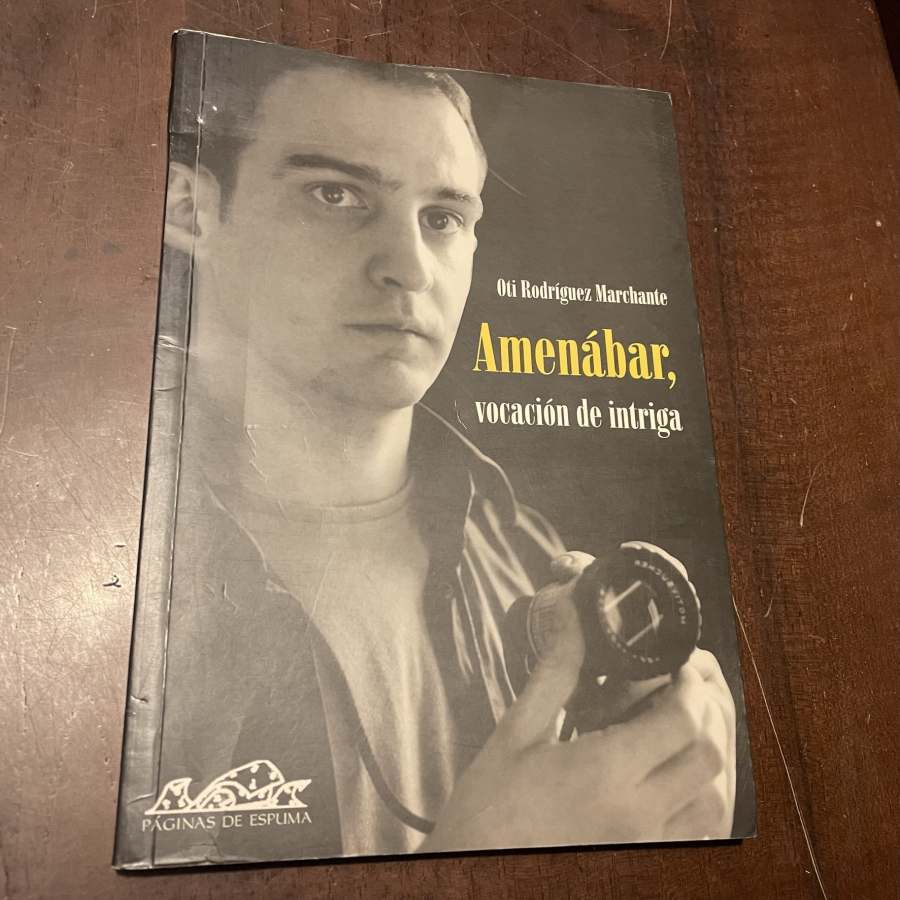 Oti Rodríguez Marchante
Amenábar,
vocación de intriga
PÁGINAS DE ESPUMA